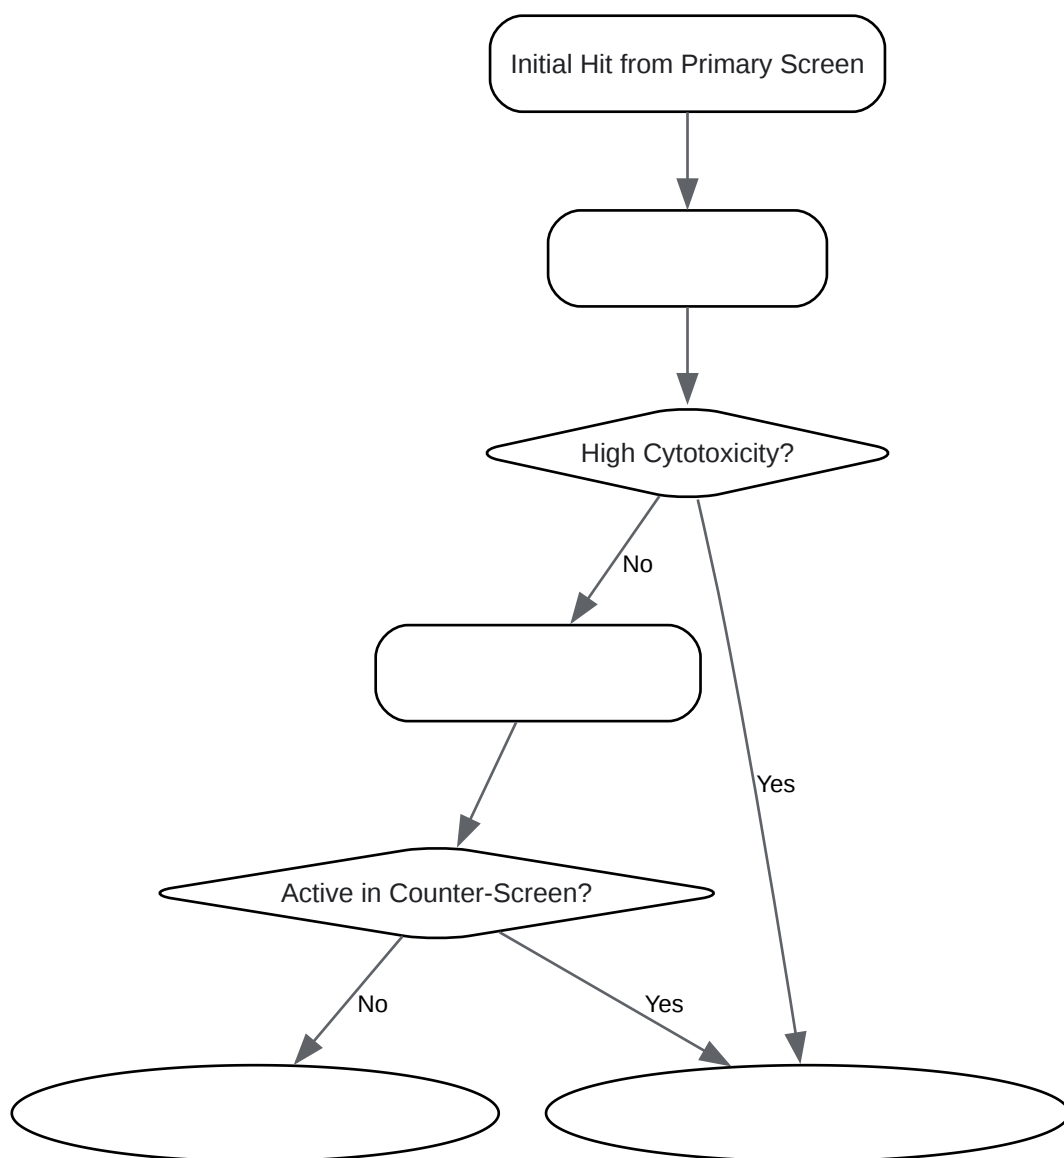 Initial Hit from Primary Screen
High Cytotoxicity?
No
Yes
Active in Counter-Screen?
No
Yes